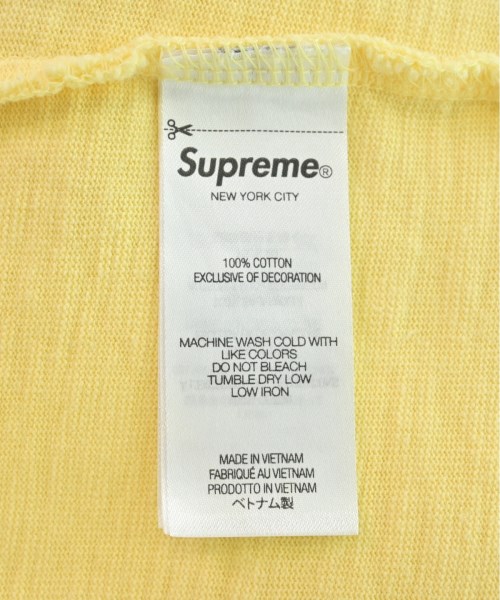 Supreme®
NEW YORK CITY
100% COTTON
EXCLUSIVE OF DECORATION
MACHINE WASH COLD WITH
LIKE COLORS
DO NOT BLEACH
TUMBLE DRY LOW
LOW IRON
MADE IN VIETNAM
FABRIQUÉ AU VIETNAM
PRODOTTO IN VIETNAM
ベトナム製